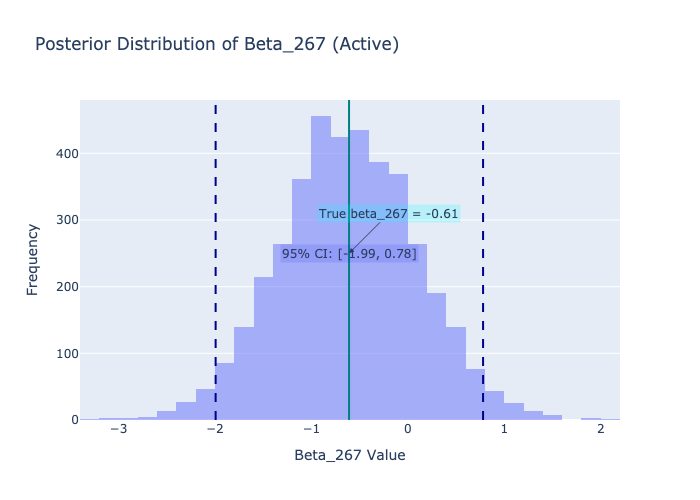 Posterior Distribution of Beta_267 (Active)
400
300
200
100
0
Frequency
True beta_267 = -0.61
95% CI: [-1.99, 0.78]
−3
−2
−1
0
1
2
Beta_267 Value